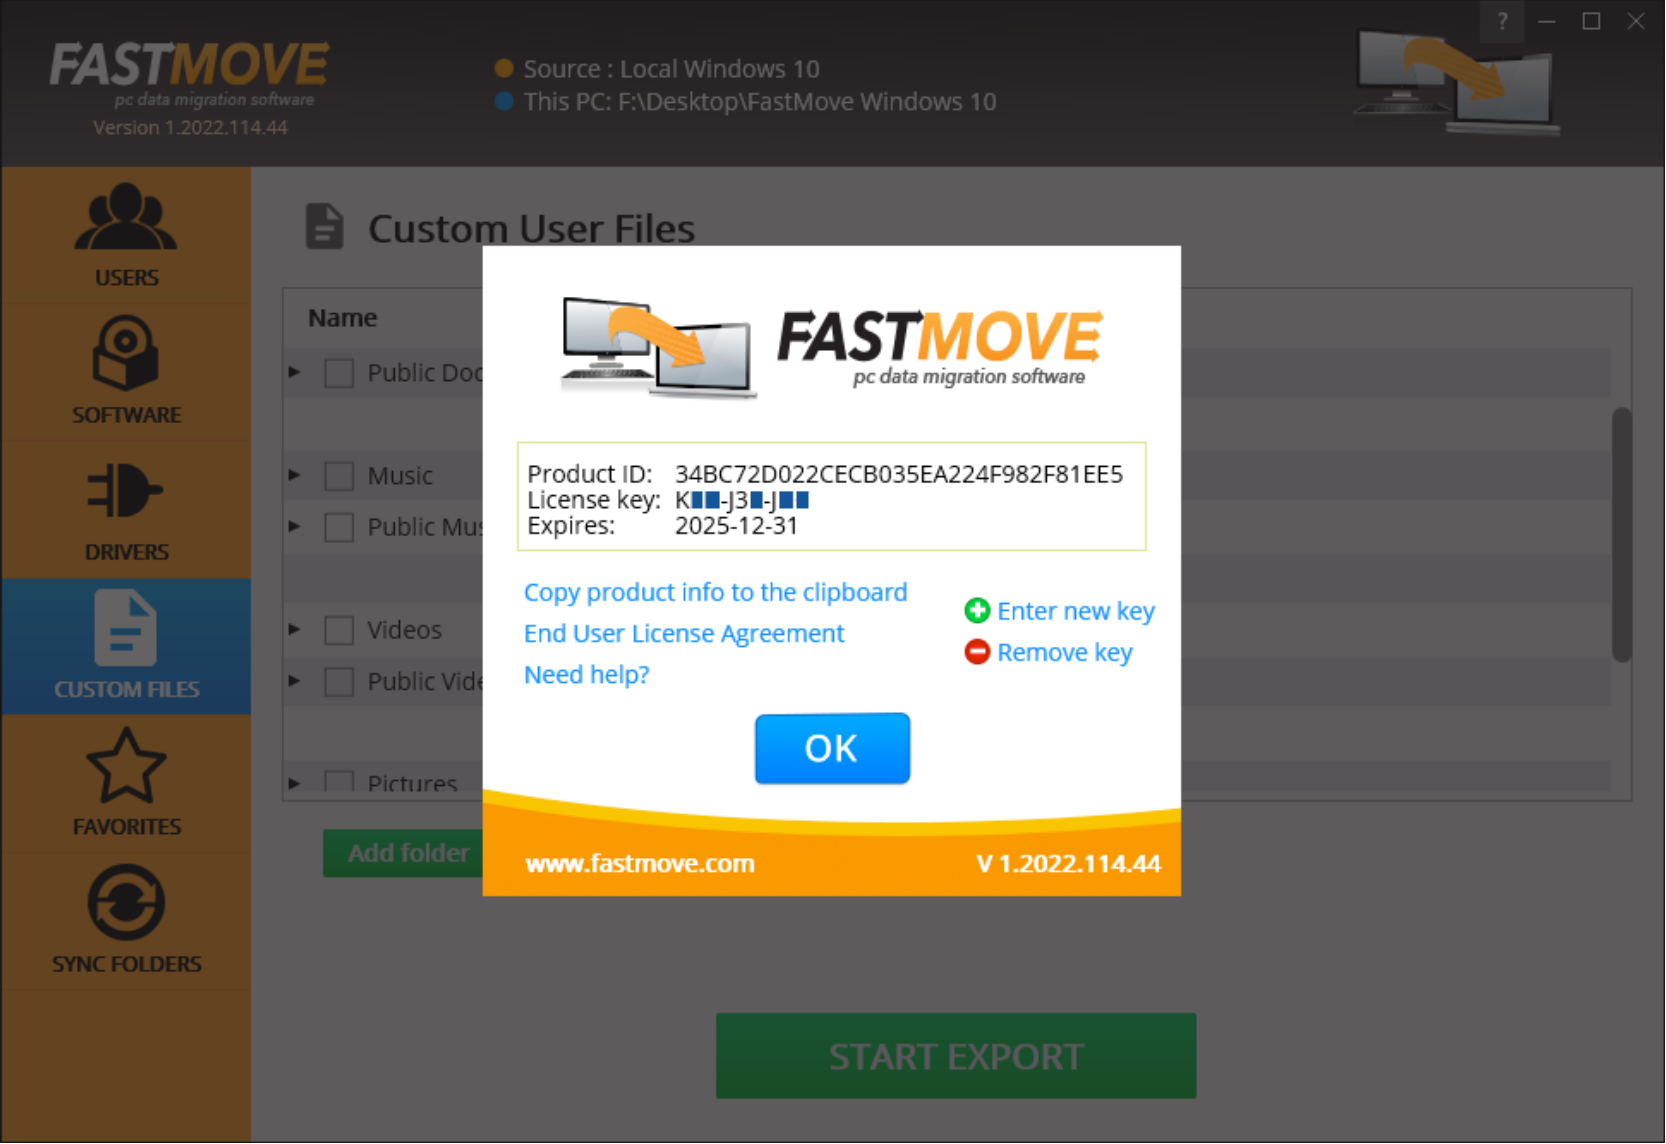 FASTMOVE
pc data migration software
Version 1.2022.114.44
Source : Local Windows 10
This PC: F:\Desktop\FastMove Windows 10
?
USERS
SOFTWARE
DRIVERS
CUSTOM FILES
FAVORITES
SYNC FOLDERS
Custom User Files
Name
Public Doc
Music
Public Mus
Videos
Public Vide
Pictures
Add folder
START EXPORT
FASTMOVE
pc data migration software
Product ID: 34BC72D022CECB035EA224F982F81EE5
License key: K-J3-J
Expires: 2025-12-31
Copy product info to the clipboard
End User License Agreement
Need help?
Enter new key
Remove key
OK
www.fastmove.com
V 1.2022.114.44